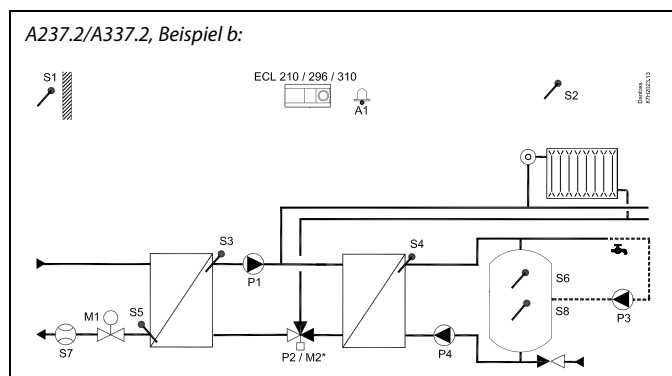 A237.2/A337.2, Beispiel b:
S1
ECL 210 / 296 / 310
A1
S2
Danfoss
87H2023.13
S3
P1
S4
S6
S8
P3
M1
S5
S7
P2 / M2*
P4